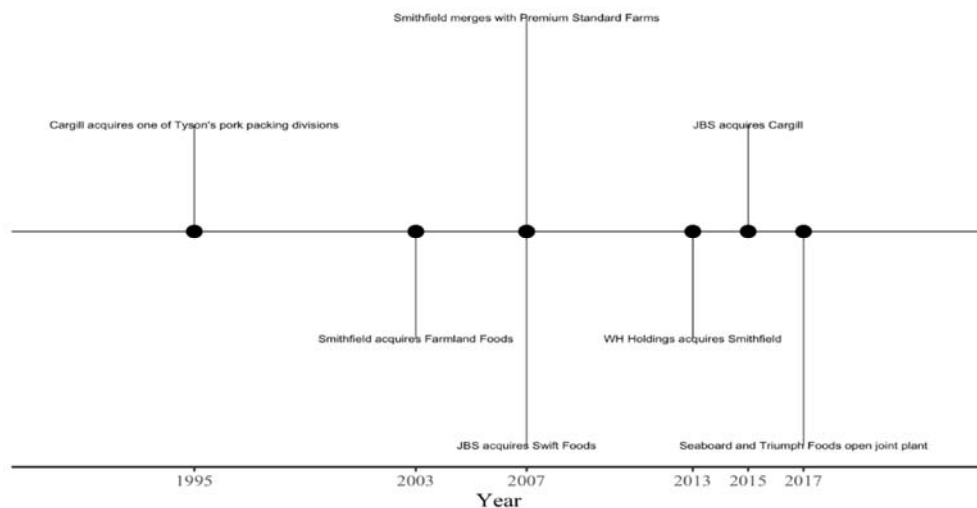 Smithfield merges with Premium Standard Farms
Cargill acquires one of Tyson's pork packing divisions
JBS acquires Cargill
Smithfield acquires Farmland Foods
WH Holdings acquires Smithfield
JBS acquires Swift Foods
Seaboard and Triumph Foods open joint plant
1995 2003 2007 2013 2015 2017
Year